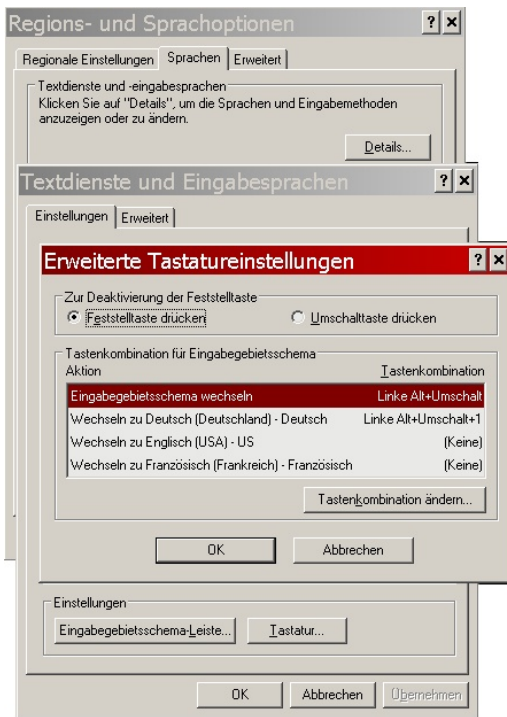 Regions- und Sprachoptionen
Regionale Einstellungen Sprachen Erweitert
Textdienste und -eingabesprachen
Klicken Sie auf "Details", um die Sprachen und Eingabemethoden
anzuzeigen oder zu ändern.
Details...
Textdienste und Eingabesprachen
Einstellungen Erweitert
Erweiterte Tastatureinstellungen
Zur Deaktivierung der Feststelltaste
Feststelltaste drücken Umschalttaste drücken
Tastenkombination für Eingabegebietsschema
Aktion Tastenkombination
Eingabegebietsschema wechseln Linke Alt+Umschalt
Wechseln zu Deutsch (Deutschland) - Deutsch Linke Alt+Umschalt+1
Wechseln zu Englisch (USA) - US (Keine)
Wechseln zu Französisch (Frankreich) - Französisch (Keine)
Tastenkombination ändern...
OK Abbrechen
Einstellungen
Eingabegebietsschema-Leiste... Tastatur...
OK Abbrechen Übernehmen